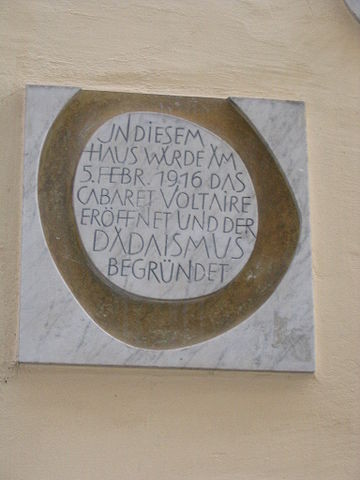 IN DIESEM
HAUS WURDE AM
5. FEBR. 1916 DAS
CABARET VOLTAIRE
ERÖFFNET UND DER
DADAISMUS
BEGRÜNDET